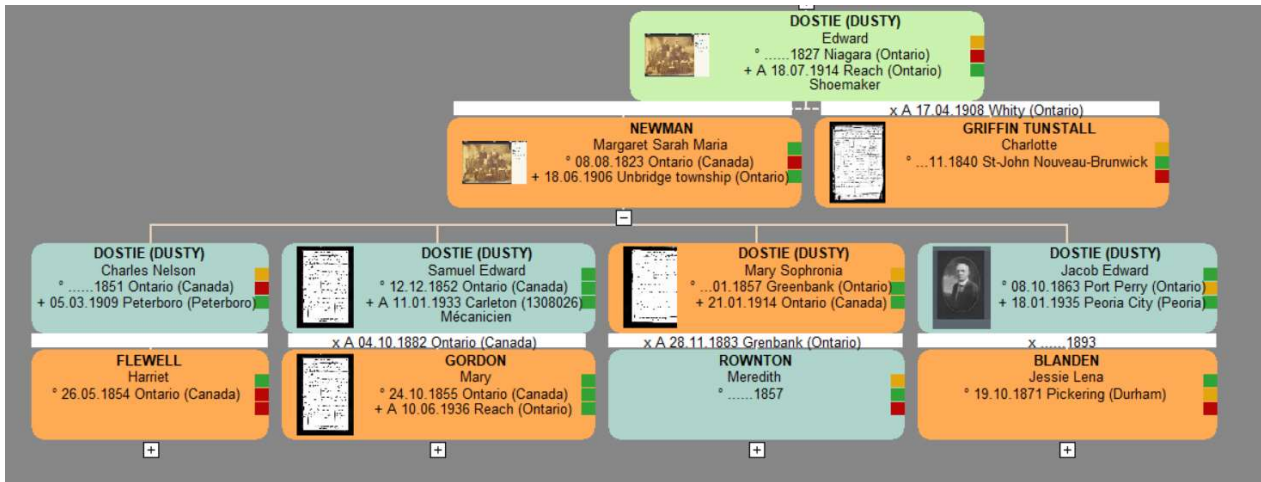 DOSTIE (DUSTY)
Edward
° ......1827 Niagara (Ontario)
+ A 18.07.1914 Reach (Ontario)
Shoemaker
x A 17.04.1908 Whity (Ontario)
NEWMAN
Margaret Sarah Maria
° 08.08.1823 Ontario (Canada)
+ 18.06.1906 Unbridge township (Ontario)
GRIFFIN TUNSTALL
Charlotte
° ...11.1840 St-John Nouveau-Brunwick
DOSTIE (DUSTY)
Charles Nelson
° ......1851 Ontario (Canada)
+ 05.03.1909 Peterboro (Peterboro)
DOSTIE (DUSTY)
Samuel Edward
° 12.12.1852 Ontario (Canada)
+ A 11.01.1933 Carleton (1308026)
Mécanicien
DOSTIE (DUSTY)
Mary Sophronia
° ...01.1857 Greenbank (Ontario)
+ 21.01.1914 Ontario (Canada)
DOSTIE (DUSTY)
Jacob Edward
° 08.10.1863 Port Perry (Ontario)
+ 18.01.1935 Peoria City (Peoria)
x A 04.10.1882 Ontario (Canada)
x A 28.11.1883 Grenbank (Ontario)
x ......1893
FLEWELL
Harriet
° 26.05.1854 Ontario (Canada)
GORDON
Mary
° 24.10.1855 Ontario (Canada)
+ A 10.06.1936 Reach (Ontario)
ROWNTON
Meredith
° ......1857
BLANDEN
Jessie Lena
° 19.10.1871 Pickering (Durham)